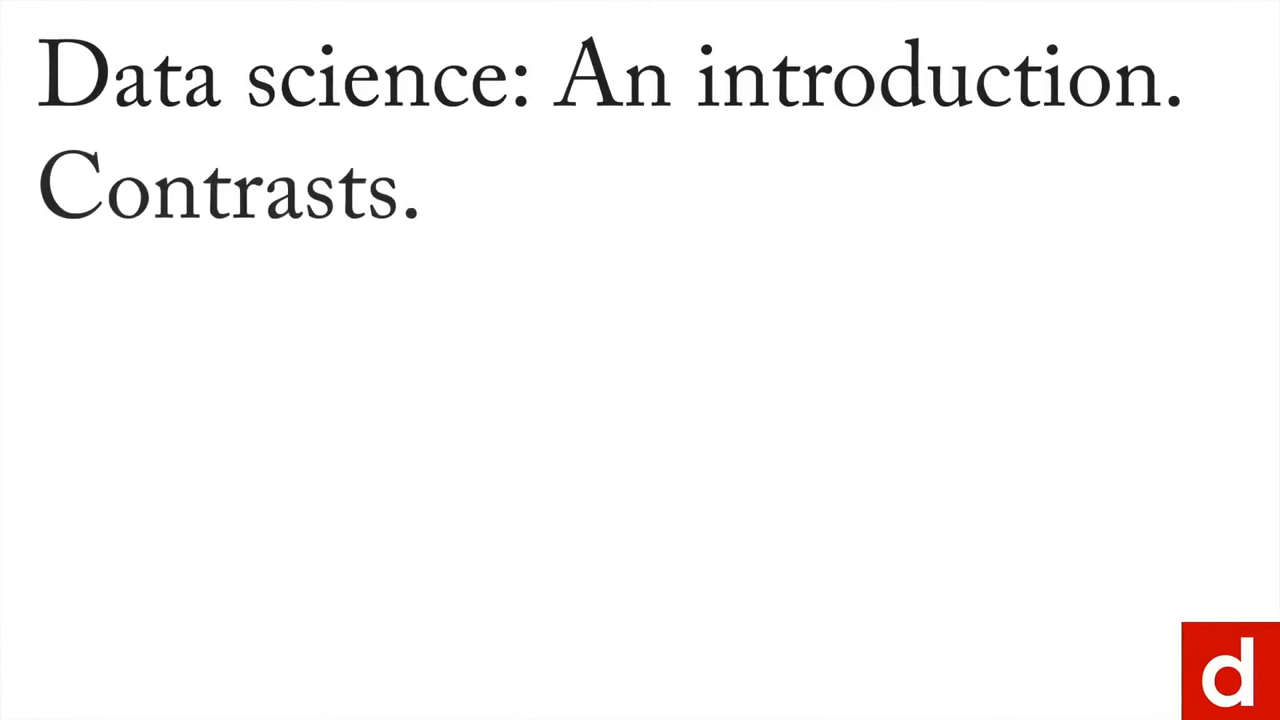 Data science: An introduction.
Contrasts.
d